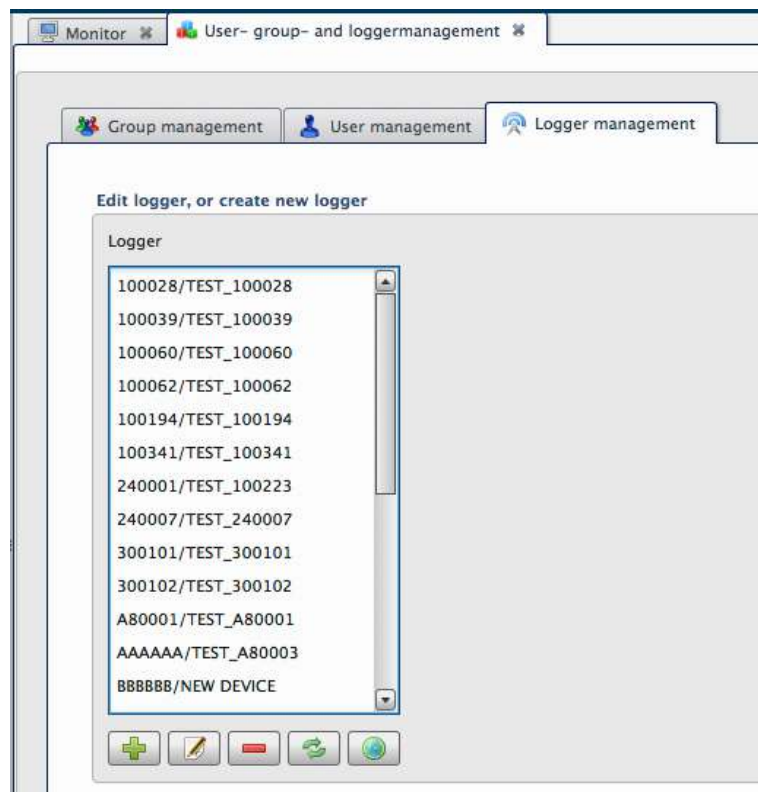 Monitor
User- group- and loggermanagement
Group management
User management
Logger management
Edit logger, or create new logger
Logger
100028/TEST_100028
100039/TEST_100039
100060/TEST_100060
100062/TEST_100062
100194/TEST_100194
100341/TEST_100341
240001/TEST_100223
240007/TEST_240007
300101/TEST_300101
300102/TEST_300102
A80001/TEST_A80001
AAAAAA/TEST_A80003
BBBBBB/NEW DEVICE